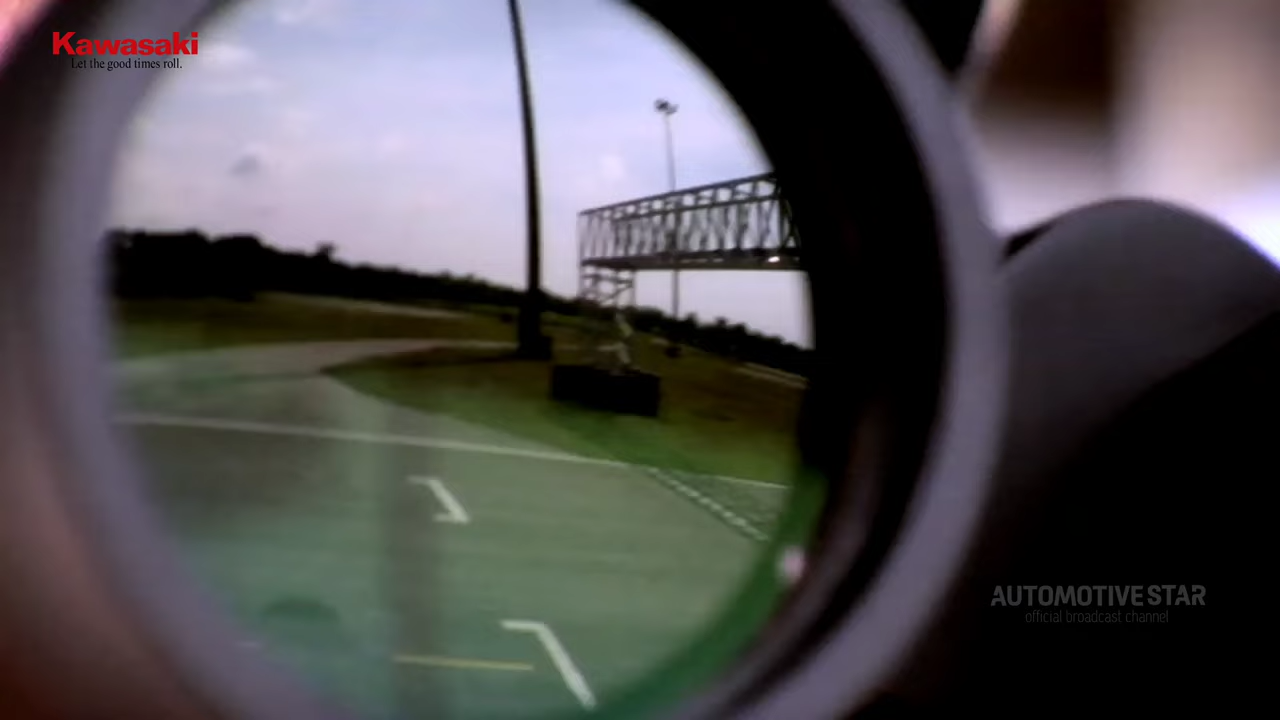 Kawasaki
Let the good times roll.
AUTOMOTIVE STAR
official broadcast channel